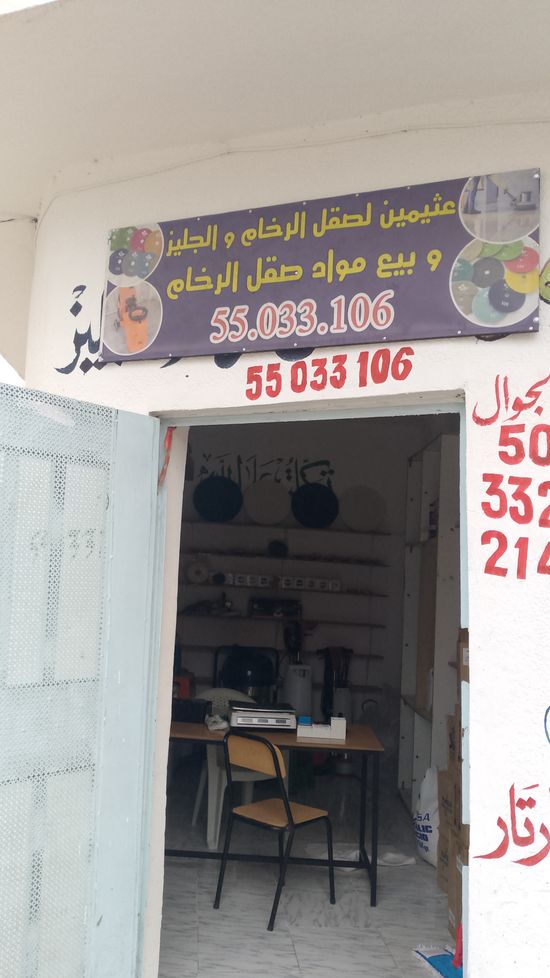 عثيمين لصقل الرخام و الجليز
و بيع مواد صقل الرخام
55.033.106
55 033 106
الجوال
50
332
214